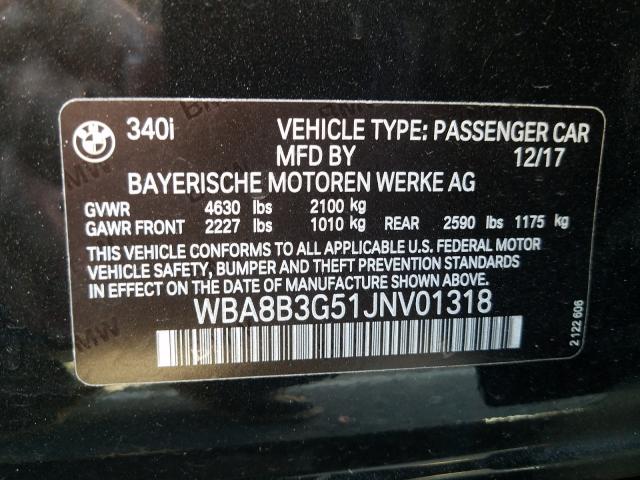 340i VEHICLE TYPE: PASSENGER CAR
MFD BY 12/17
BAYERISCHE MOTOREN WERKE AG
GVWR 4630 lbs 2100 kg
GAWR FRONT 2227 lbs 1010 kg REAR 2590 lbs 1175 kg
THIS VEHICLE CONFORMS TO ALL APPLICABLE U.S. FEDERAL MOTOR
VEHICLE SAFETY, BUMPER AND THEFT PREVENTION STANDARDS
IN EFFECT ON THE DATE OF MANUFACTURE SHOWN ABOVE.
WBA8B3G51JNV01318
2 122 606